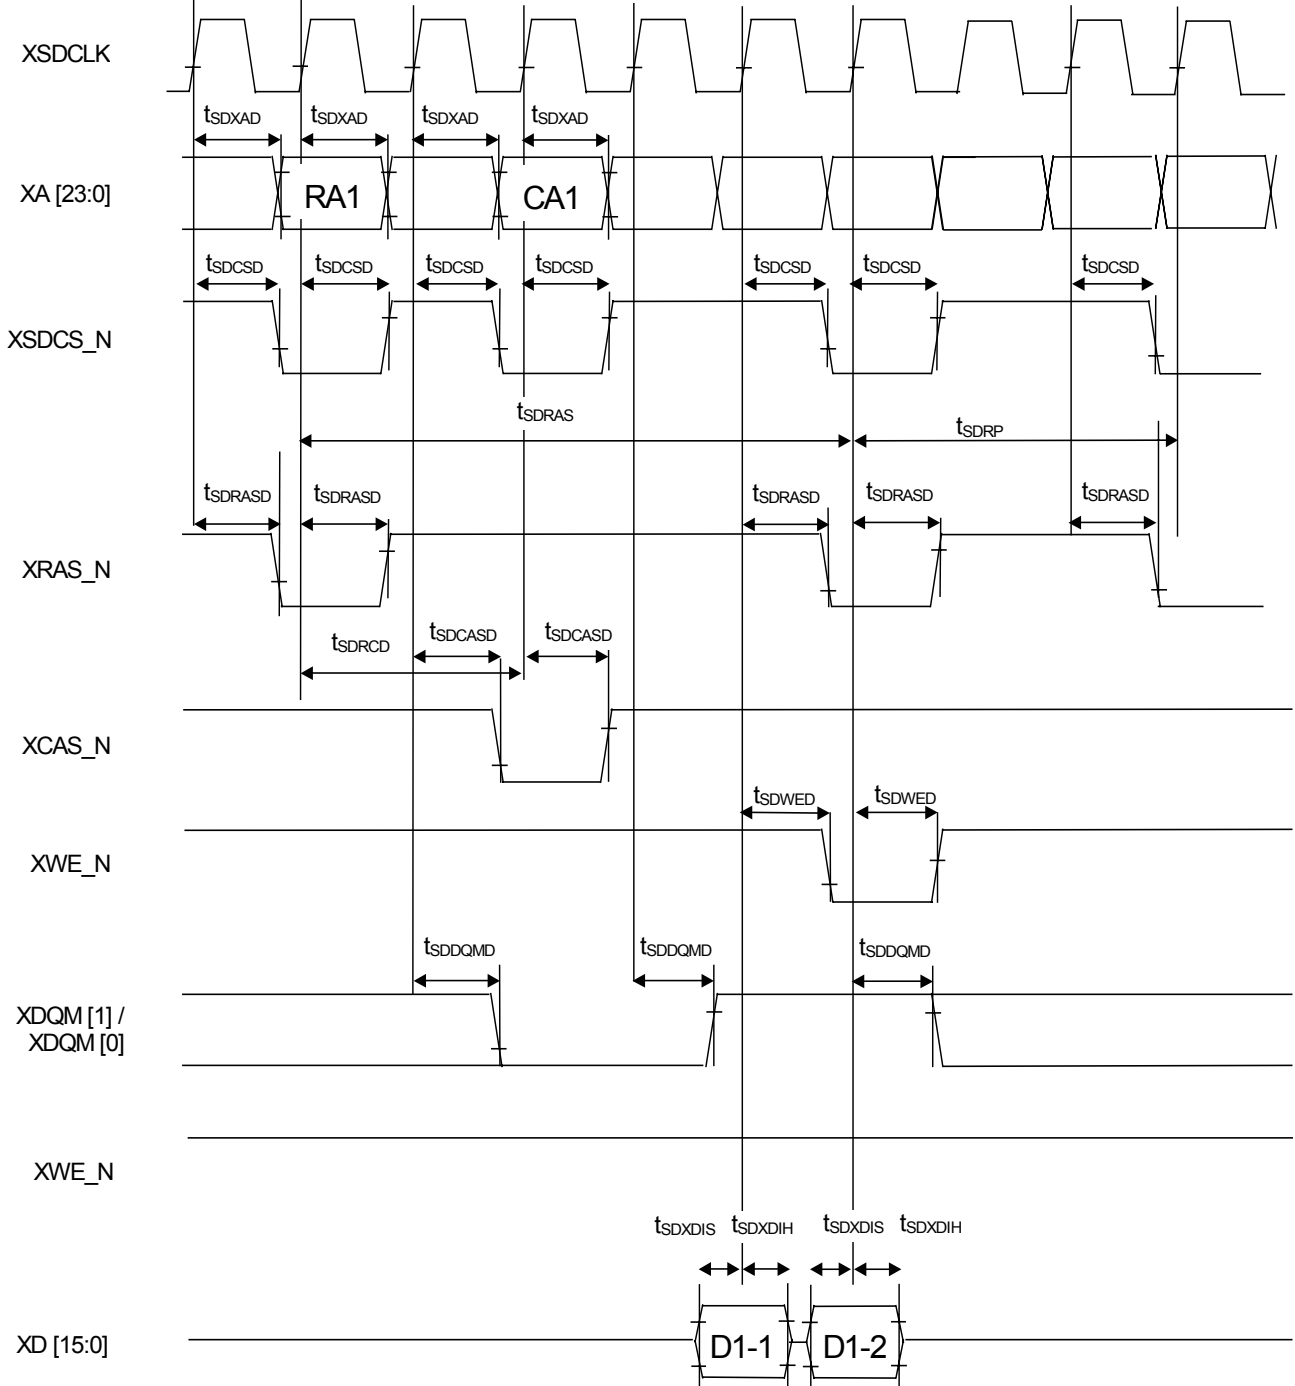 XSDCLK
tSDXAD tSDXAD tSDXAD tSDXAD
XA [23:0] RA1 CA1
tSDCSD tSDCSD tSDCSD tSDCSD tSDCSD tSDCSD tSDCSD
XSDCS_N
tSDRAS
tSDRP
tSDRASD tSDRASD tSDRASD tSDRASD tSDRASD
XRAS_N
tSDRCD tSDCASD tSDCASD
XCAS_N
tSDWED tSDWED
XWE_N
tSDDQMD tSDDQMD tSDDQMD
XDQM [1] /
XDQM [0]
XWE_N
tSDXDIS tSDXDIH tSDXDIS tSDXDIH
XD [15:0] D1-1 D1-2